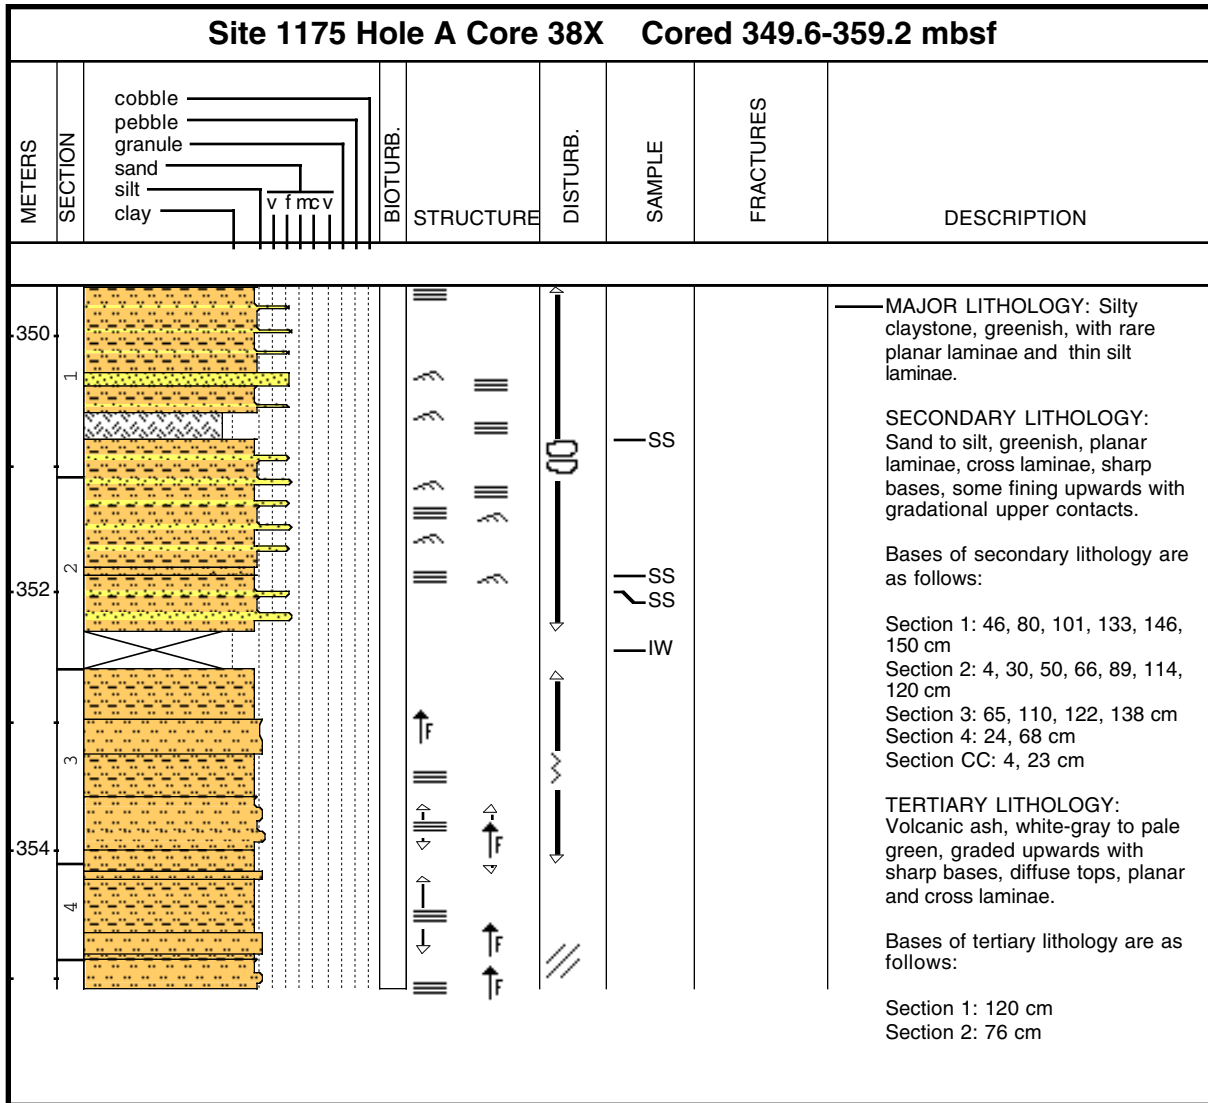 Site 1175 Hole A Core 38X Cored 349.6-359.2 mbsf
METERS
SECTION
cobble
pebble
granule
sand
silt
v f m c v
clay
BIOTURB.
STRUCTURE
DISTURB.
SAMPLE
FRACTURES
DESCRIPTION
350
352
354
1
2
3
4
F
F
F
F
SS
SS
SS
IW
MAJOR LITHOLOGY: Silty
claystone, greenish, with rare
planar laminae and thin silt
laminae.
SECONDARY LITHOLOGY:
Sand to silt, greenish, planar
laminae, cross laminae, sharp
bases, some fining upwards with
gradational upper contacts.
Bases of secondary lithology are
as follows:
Section 1: 46, 80, 101, 133, 146,
150 cm
Section 2: 4, 30, 50, 66, 89, 114,
120 cm
Section 3: 65, 110, 122, 138 cm
Section 4: 24, 68 cm
Section CC: 4, 23 cm
TERTIARY LITHOLOGY:
Volcanic ash, white-gray to pale
green, graded upwards with
sharp bases, diffuse tops, planar
and cross laminae.
Bases of tertiary lithology are as
follows:
Section 1: 120 cm
Section 2: 76 cm